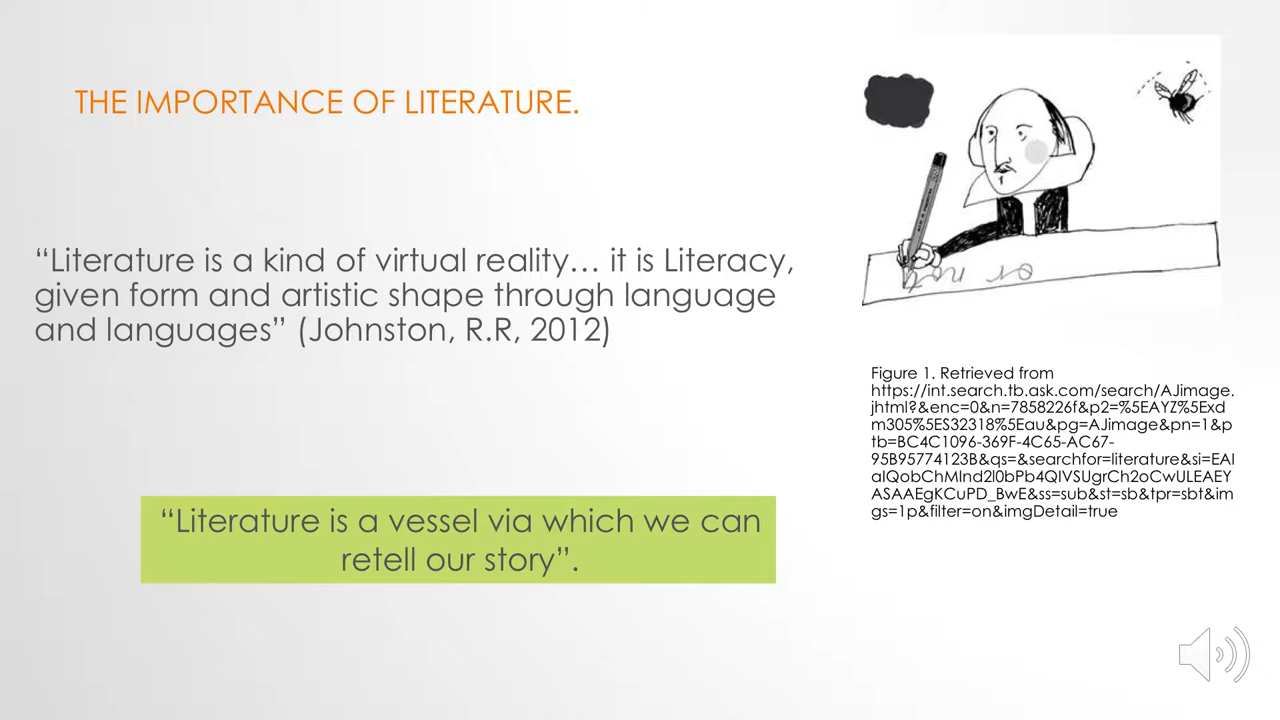 THE IMPORTANCE OF LITERATURE.
“Literature is a kind of virtual reality… it is Literacy,
given form and artistic shape through language
and languages” (Johnston, R.R, 2012)
“Literature is a vessel via which we can
retell our story”.
or not
Figure 1. Retrieved from
https://int.search.tb.ask.com/search/AJimage.
jhtml?&enc=0&n=7858226f&p2=%5EAYZ%5Exd
m305%5ES32318%5Eau&pg=AJimage&pn=1&p
tb=BC4C1096-369F-4C65-AC67-
95B95774123B&qs=&searchfor=literature&si=EAI
aIQobChMInd2l0bPb4QIVSUgrCh2oCwULEAEY
ASAAEgKCuPD_BwE&ss=sub&st=sb&tpr=sbt&im
gs=1p&filter=on&imgDetail=true